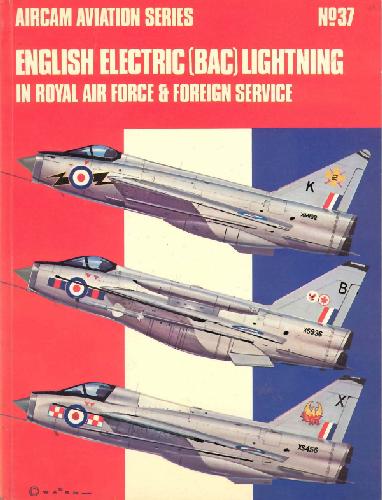 AIRCAM AVIATION SERIES Nº37
ENGLISH ELECTRIC (BAC) LIGHTNING
IN ROYAL AIR FORCE & FOREIGN SERVICE
K
B
XS936
X
XS456